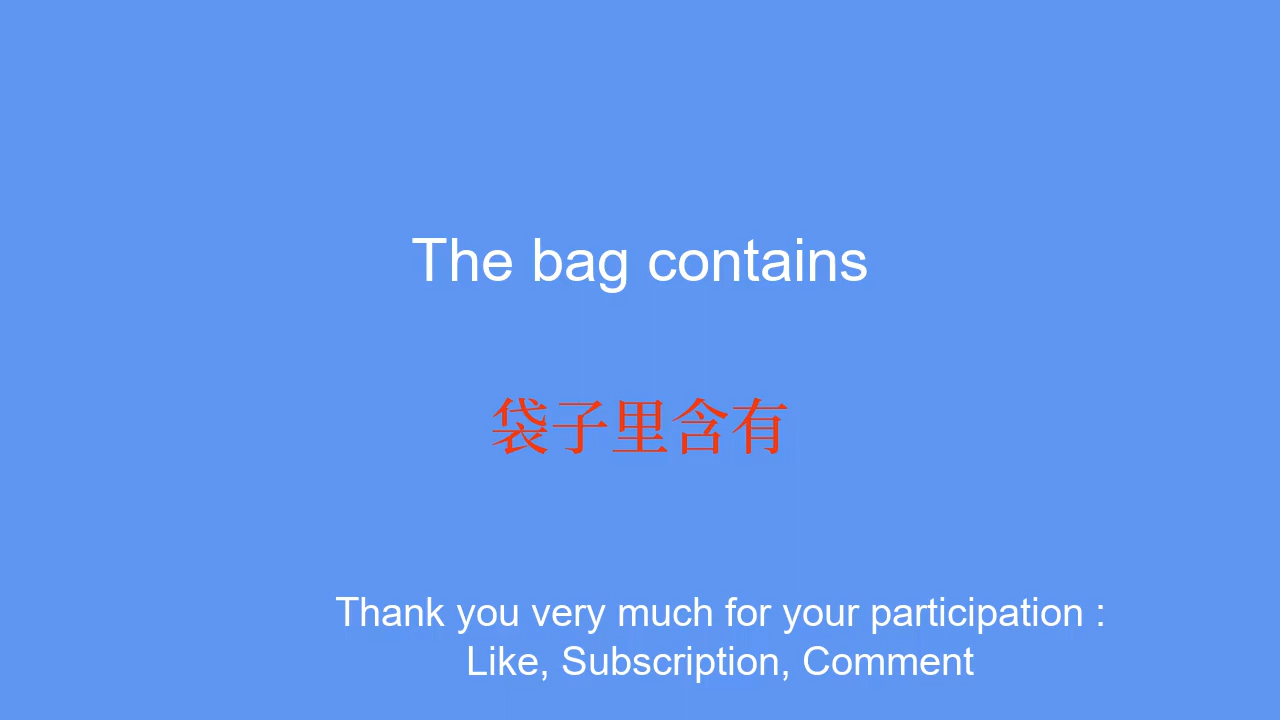 The bag contains
袋子里含有
Thank you very much for your participation :
Like, Subscription, Comment